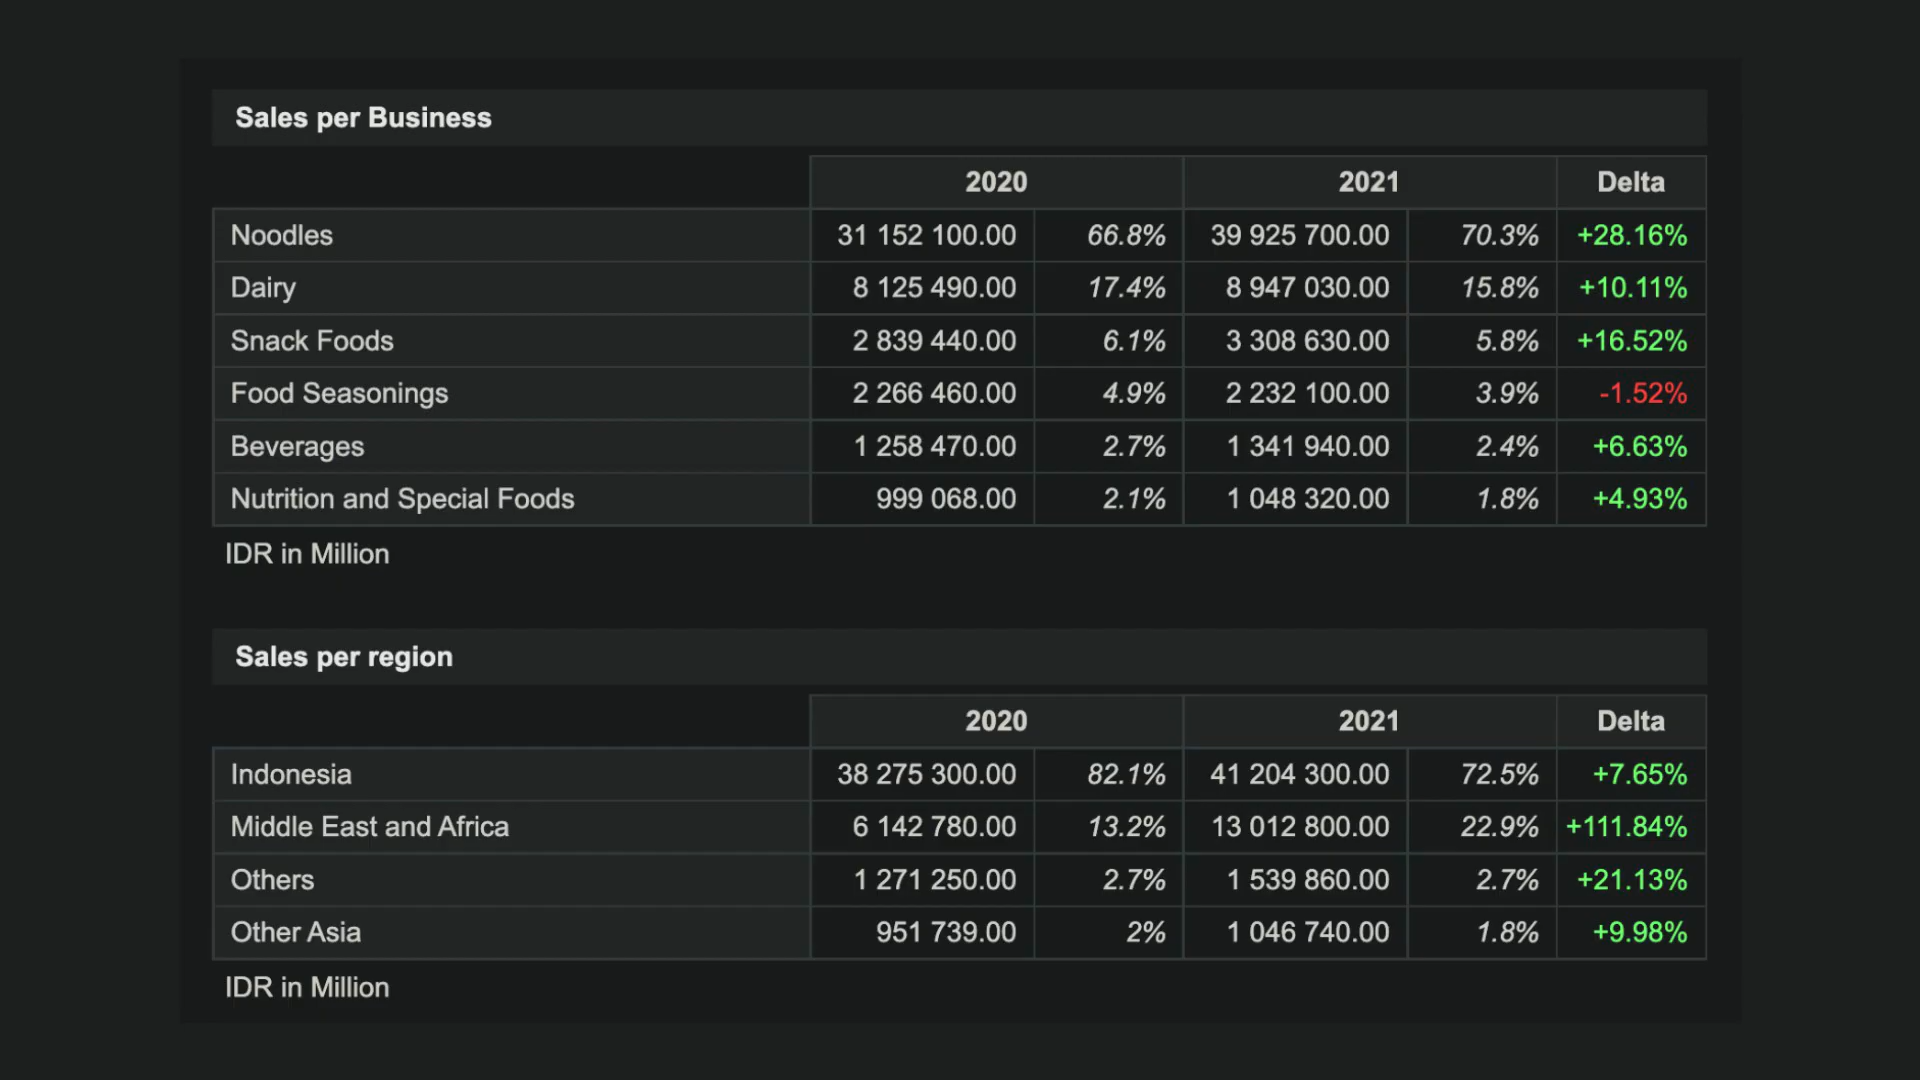 Sales per Business
2020 2021 Delta
Noodles 31 152 100.00 66.8% 39 925 700.00 70.3% +28.16%
Dairy 8 125 490.00 17.4% 8 947 030.00 15.8% +10.11%
Snack Foods 2 839 440.00 6.1% 3 308 630.00 5.8% +16.52%
Food Seasonings 2 266 460.00 4.9% 2 232 100.00 3.9% -1.52%
Beverages 1 258 470.00 2.7% 1 341 940.00 2.4% +6.63%
Nutrition and Special Foods 999 068.00 2.1% 1 048 320.00 1.8% +4.93%
IDR in Million
Sales per region
2020 2021 Delta
Indonesia 38 275 300.00 82.1% 41 204 300.00 72.5% +7.65%
Middle East and Africa 6 142 780.00 13.2% 13 012 800.00 22.9% +111.84%
Others 1 271 250.00 2.7% 1 539 860.00 2.7% +21.13%
Other Asia 951 739.00 2% 1 046 740.00 1.8% +9.98%
IDR in Million